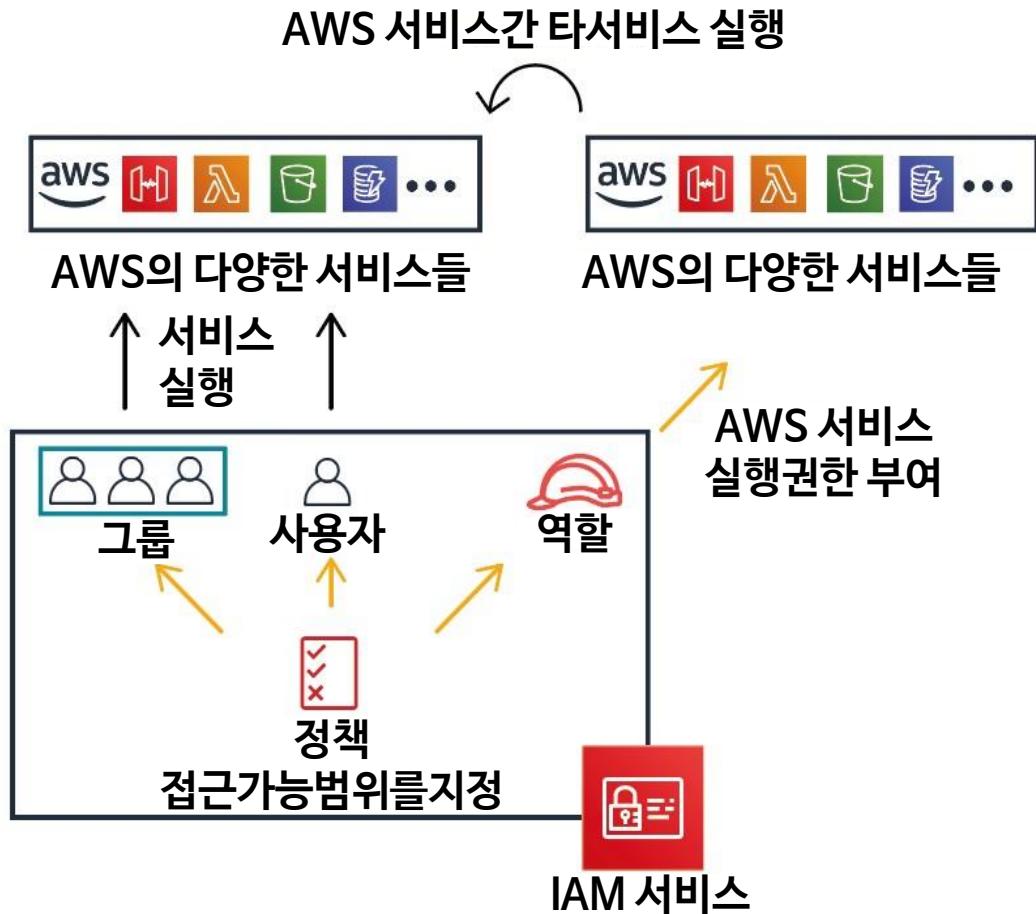 AWS 서비스간 타서비스 실행
aws
aws
AWS의 다양한 서비스들
AWS의 다양한 서비스들
서비스
실행
AWS 서비스
실행권한 부여
그룹
사용자
역할
정책
접근가능범위를지정
IAM 서비스